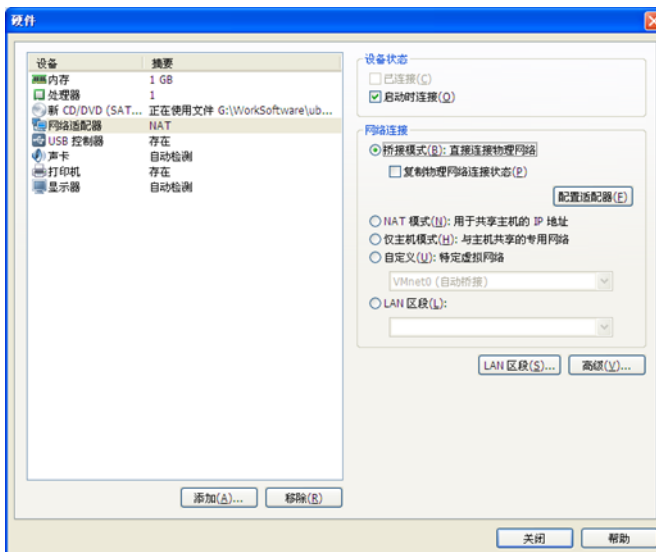 硬件
设备 摘要
内存 1 GB
处理器 1
新 CD/DVD (SAT... 正在使用文件 G:\WorkSoftware\ub...
网络适配器 NAT
USB 控制器 存在
声卡 自动检测
打印机 存在
显示器 自动检测
添加(A)... 移除(R)
设备状态
已连接(C)
启动时连接(O)
网络连接
桥接模式(B): 直接连接物理网络
复制物理网络连接状态(P)
配置适配器(F)
NAT 模式(N): 用于共享主机的 IP 地址
仅主机模式(H): 与主机共享的专用网络
自定义(U): 特定虚拟网络
VMnet0 (自动桥接)
LAN 区段(L):
LAN 区段(S)... 高级(V)...
关闭 帮助